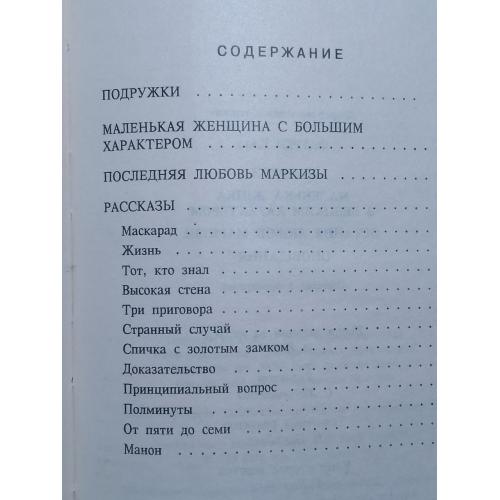 СОДЕРЖАНИЕ
ПОДРУЖКИ . . . . . . . . . . . . . . . . . .
МАЛЕНЬКАЯ ЖЕНЩИНА С БОЛЬШИМ
ХАРАКТЕРОМ . . . . . . . . . . . . . . . . .
ПОСЛЕДНЯЯ ЛЮБОВЬ МАРКИЗЫ . . . . . . .
РАССКАЗЫ . . . . . . . . . . . . . . . . . . .
Маскарад . . . . . . . . . . . . . . . . . . .
Жизнь . . . . . . . . . . . . . . . . . . . .
Тот, кто знал . . . . . . . . . . . . . . . .
Высокая стена . . . . . . . . . . . . . . . .
Три приговора . . . . . . . . . . . . . . . .
Странный случай . . . . . . . . . . . . . . .
Спичка с золотым замком . . . . . . . . . . .
Доказательство . . . . . . . . . . . . . . .
Принципиальный вопрос . . . . . . . . . . . .
Полминуты . . . . . . . . . . . . . . . . . .
От пяти до семи . . . . . . . . . . . . . . .
Манон . . . . . . . . . . . . . . . . . . . .